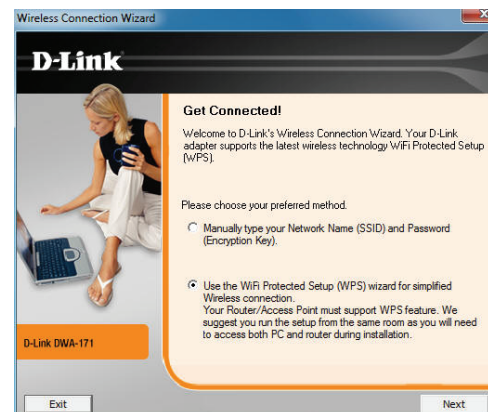 Wireless Connection Wizard
D-Link
Get Connected!
Welcome to D-Link's Wireless Connection Wizard. Your D-Link
adapter supports the latest wireless technology WiFi Protected Setup
(WPS).
Please choose your preferred method.
Manually type your Network Name (SSID) and Password
(Encryption Key).
Use the WiFi Protected Setup (WPS) wizard for simplified
Wireless connection.
Your Router/Access Point must support WPS feature. We
suggest you run the setup from the same room as you will need
to access both PC and router during installation.
D-Link DWA-171
Exit
Next